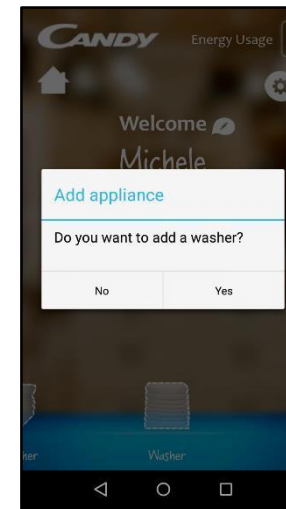 CANDY Energy Usage
Welcome
Michele
Add appliance
Do you want to add a washer?
No Yes
her Washer